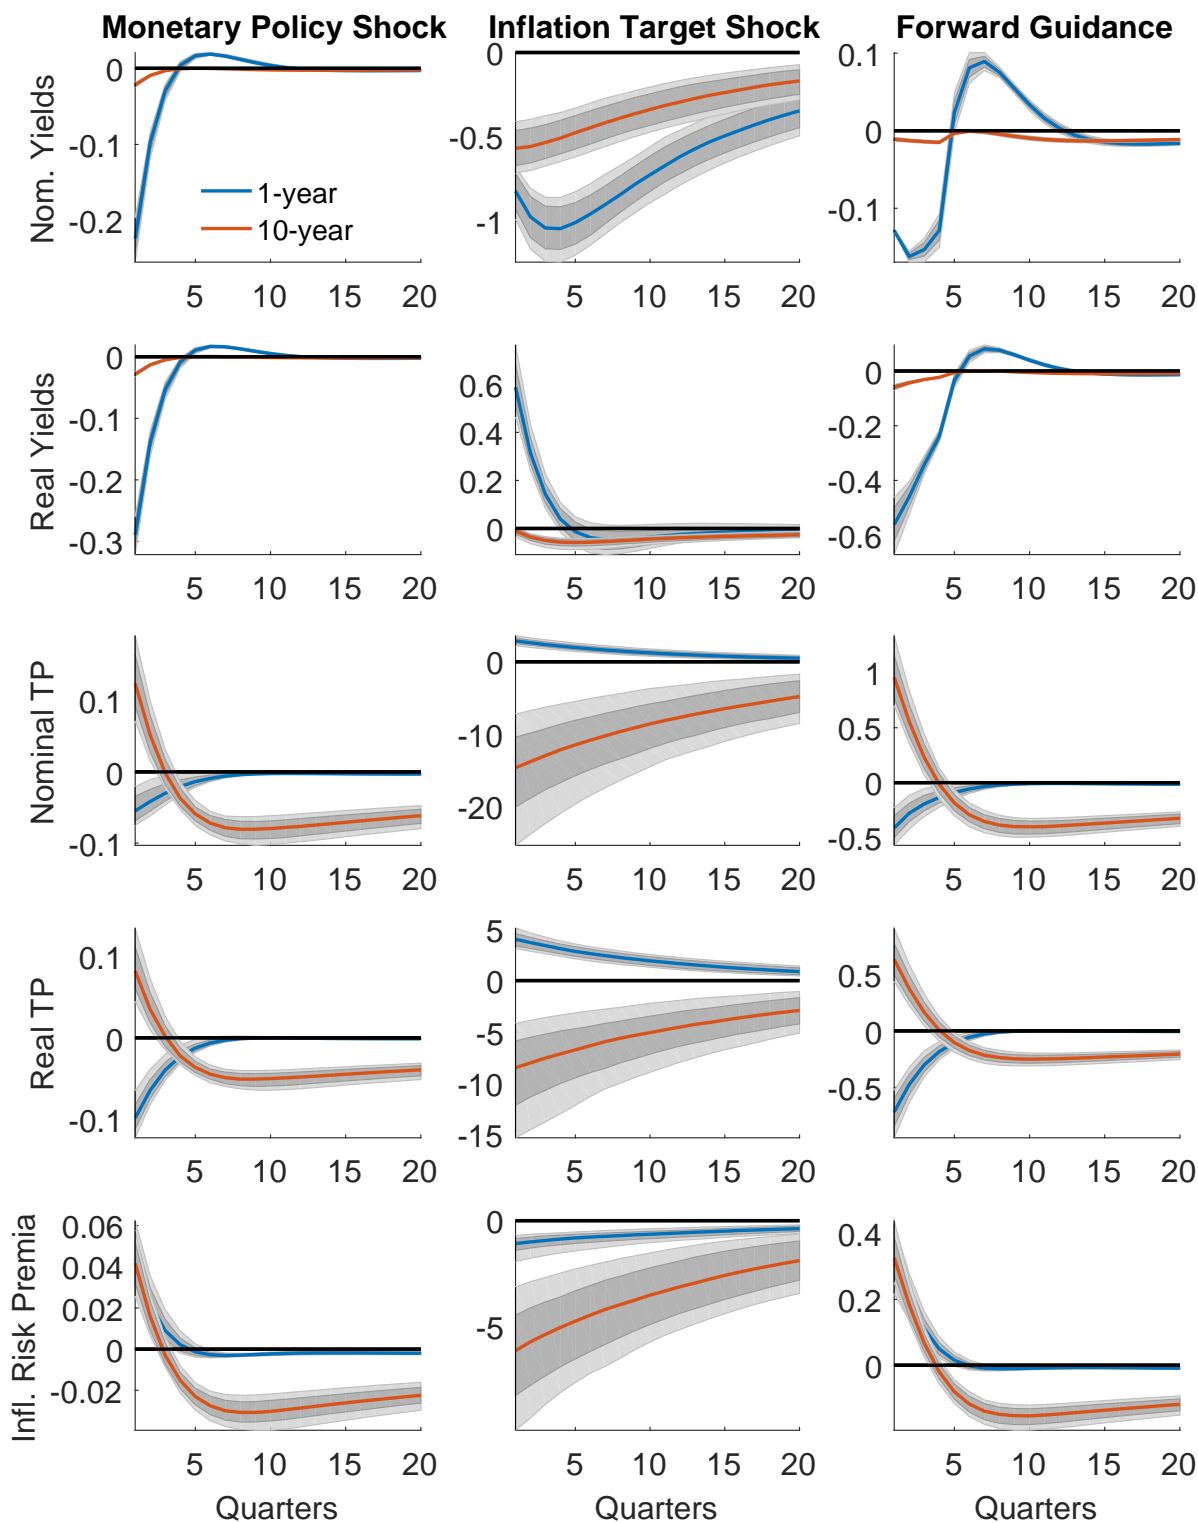 Monetary Policy Shock Inflation Target Shock Forward Guidance
Nom. Yields
0
-0.1
-0.2
1-year
10-year
5 10 15 20
0
-0.5
-1
5 10 15 20
0.1
0
-0.1
5 10 15 20
Real Yields
0
-0.1
-0.2
-0.3
5 10 15 20
0.6
0.4
0.2
0
5 10 15 20
0
-0.2
-0.4
-0.6
5 10 15 20
Nominal TP
0.1
0
-0.1
5 10 15 20
0
-10
-20
5 10 15 20
1
0.5
0
-0.5
5 10 15 20
Real TP
0.1
0
-0.1
5 10 15 20
5
0
-5
-10
-15
5 10 15 20
0.5
0
-0.5
5 10 15 20
Infl. Risk Premia
0.06
0.04
0.02
0
-0.02
5 10 15 20
Quarters
0
-5
5 10 15 20
Quarters
0.4
0.2
0
5 10 15 20
Quarters